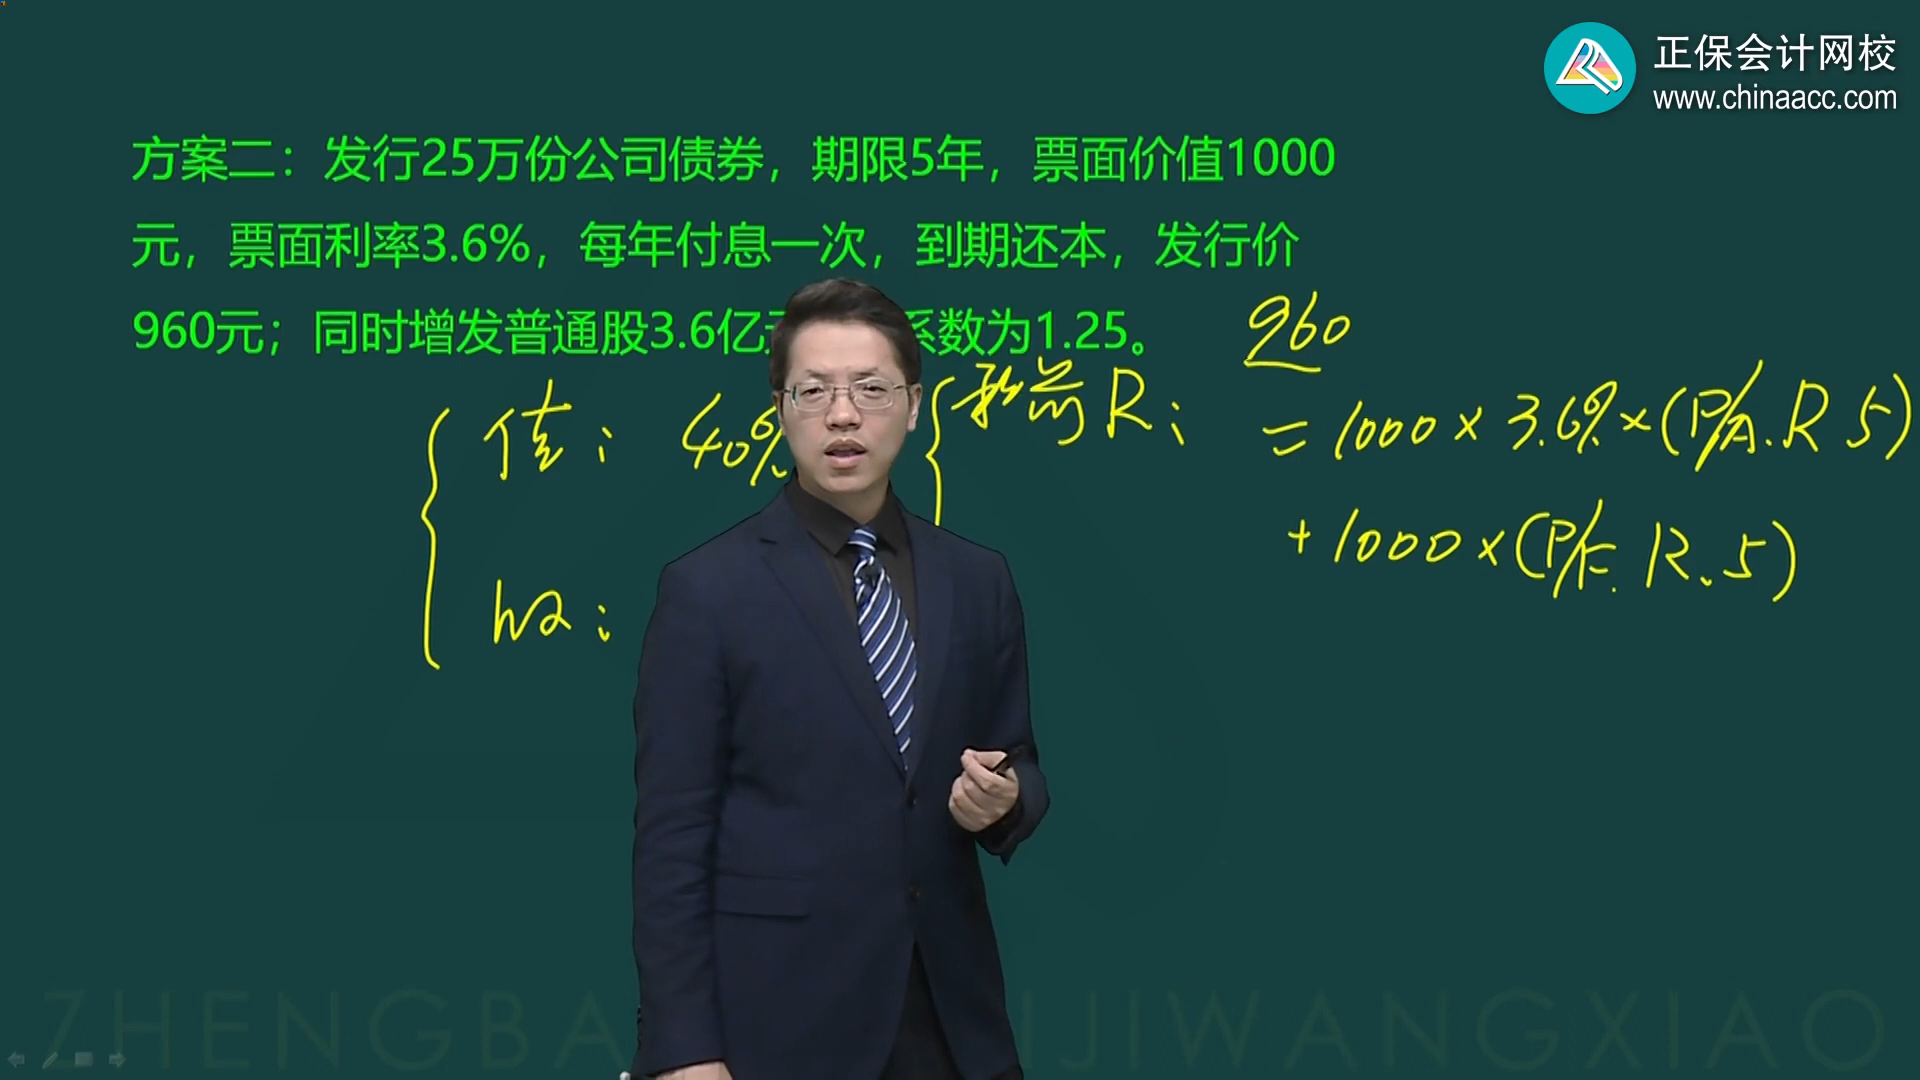 正保会计网校
www.chinaacc.com
方案二：发行25万份公司债券，期限5年，票面价值1000
元，票面利率3.6%，每年付息一次，到期还本，发行价
960元；同时增发普通股3.6亿 系数为1.25。
960
债： 40% 税前R：
= 1000 × 3.6% × (P/A.R 5)
+ 1000 × (P/F. R.5)
股：
ZHENGBA IJIWANGXIAO